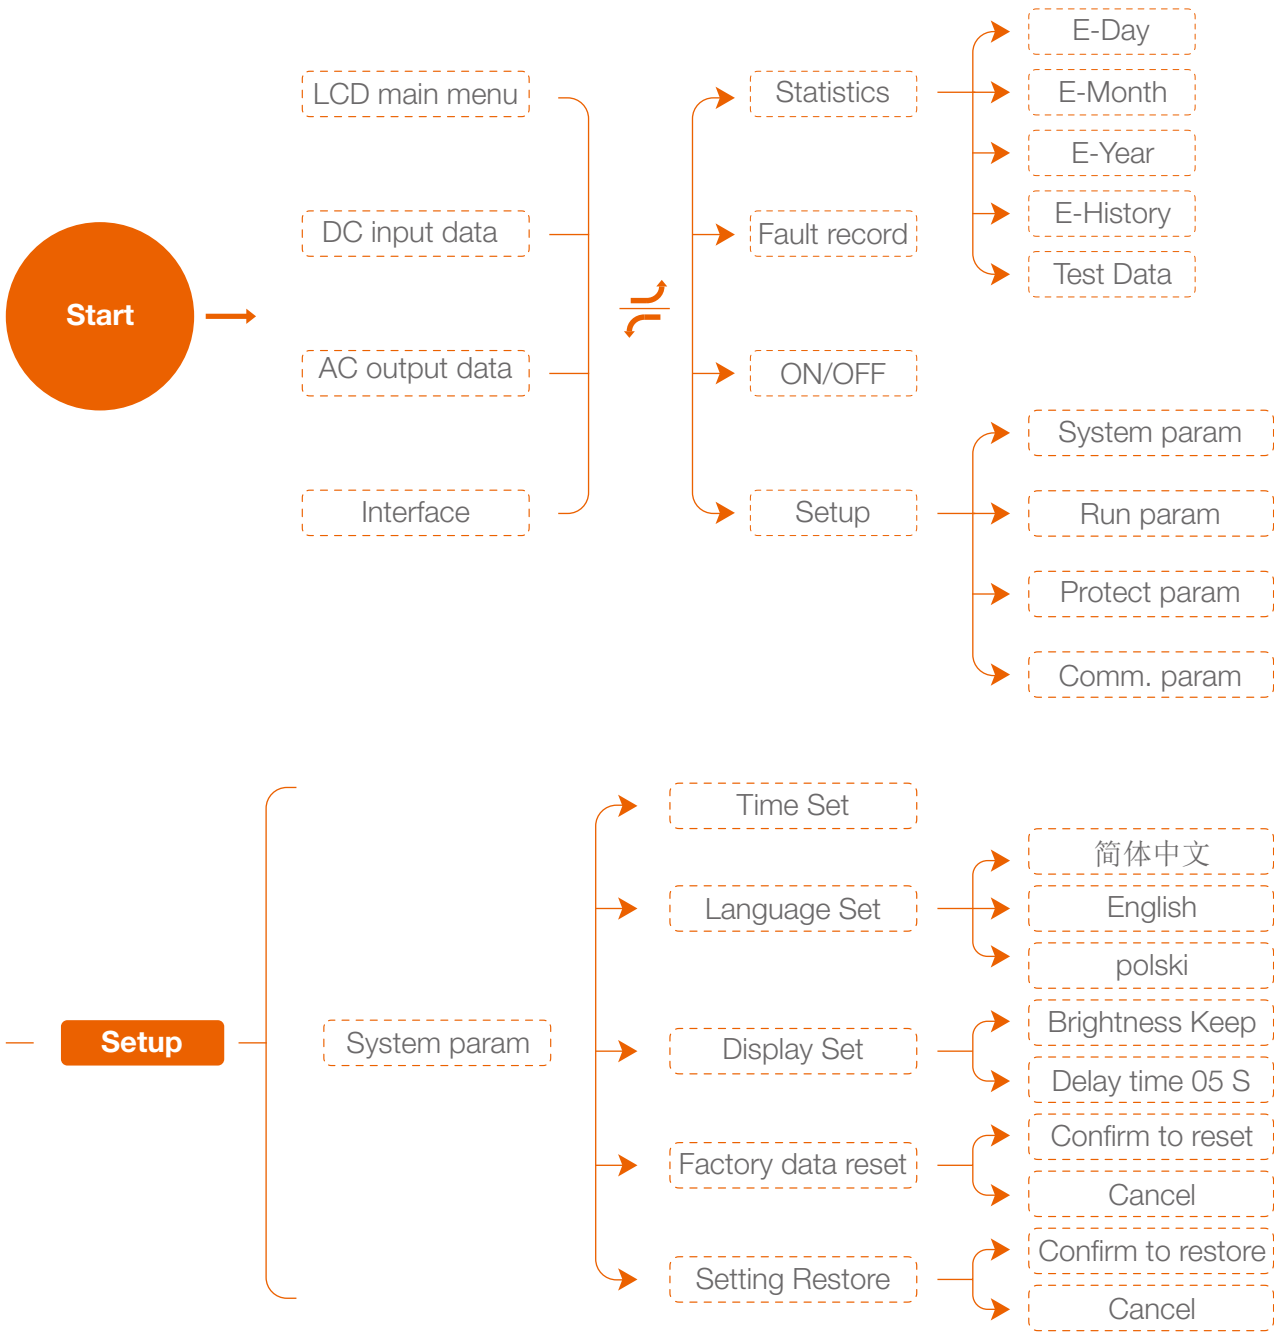 Start
LCD main menu
DC input data
AC output data
Interface
Statistics
Fault record
ON/OFF
Setup
E-Day
E-Month
E-Year
E-History
Test Data
System param
Run param
Protect param
Comm. param
Setup
System param
Time Set
Language Set
简体中文
English
polski
Display Set
Brightness Keep
Delay time 05 S
Factory data reset
Confirm to reset
Cancel
Setting Restore
Confirm to restore
Cancel